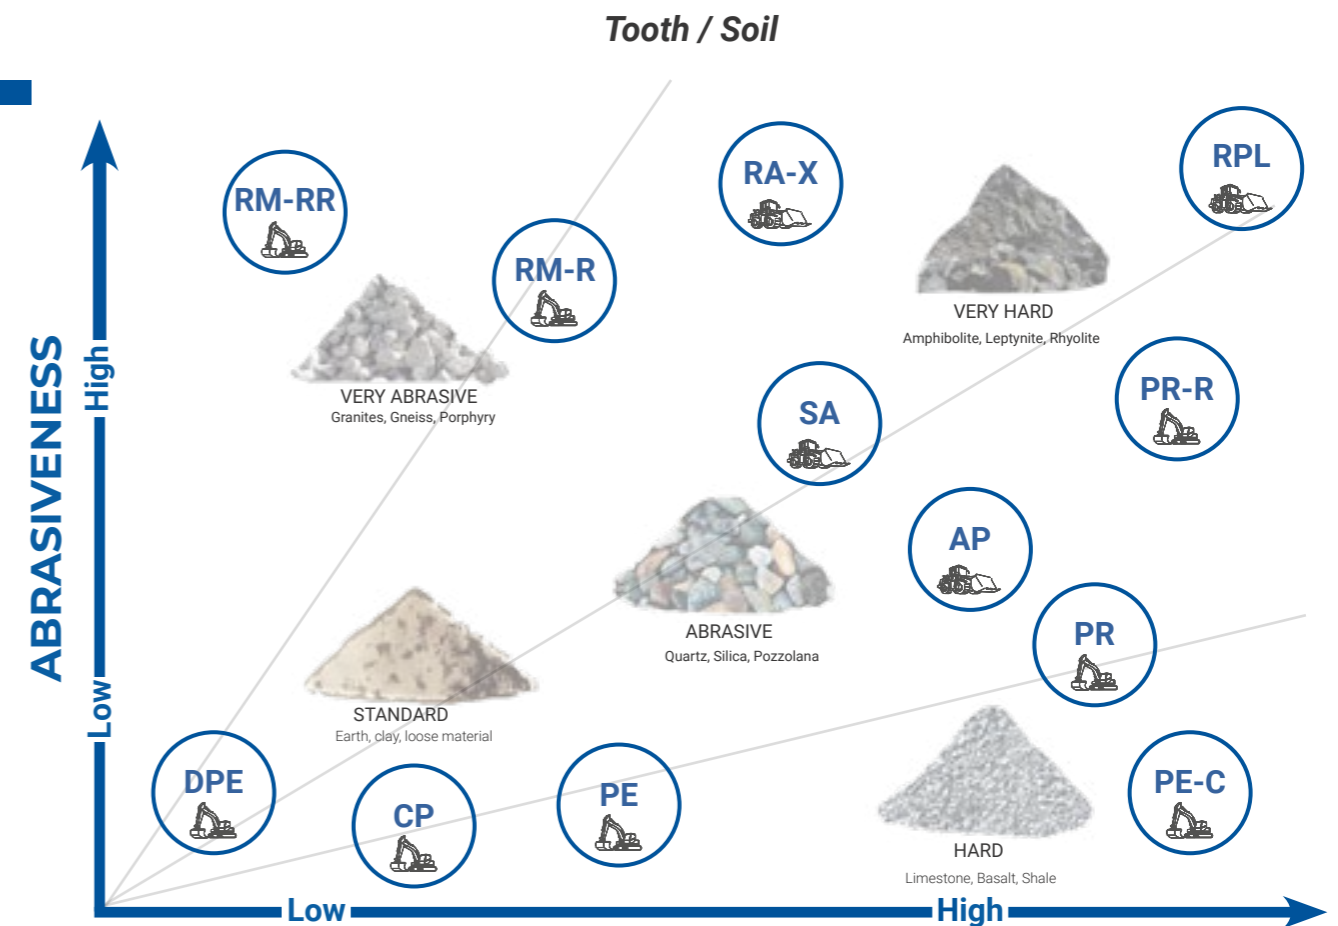 Tooth / Soil
RM-RR
RM-R
RA-X
RPL
VERY HARD
Amphibolite, Leptynite, Rhyolite
VERY ABRASIVE
Granites, Gneiss, Porphyry
SA
PR-R
ABRASIVENESS
High
Low
AP
ABRASIVE
Quartz, Silica, Pozzolana
PR
STANDARD
Earth, clay, loose material
DPE
CP
PE
PE-C
HARD
Limestone, Basalt, Shale
Low
High